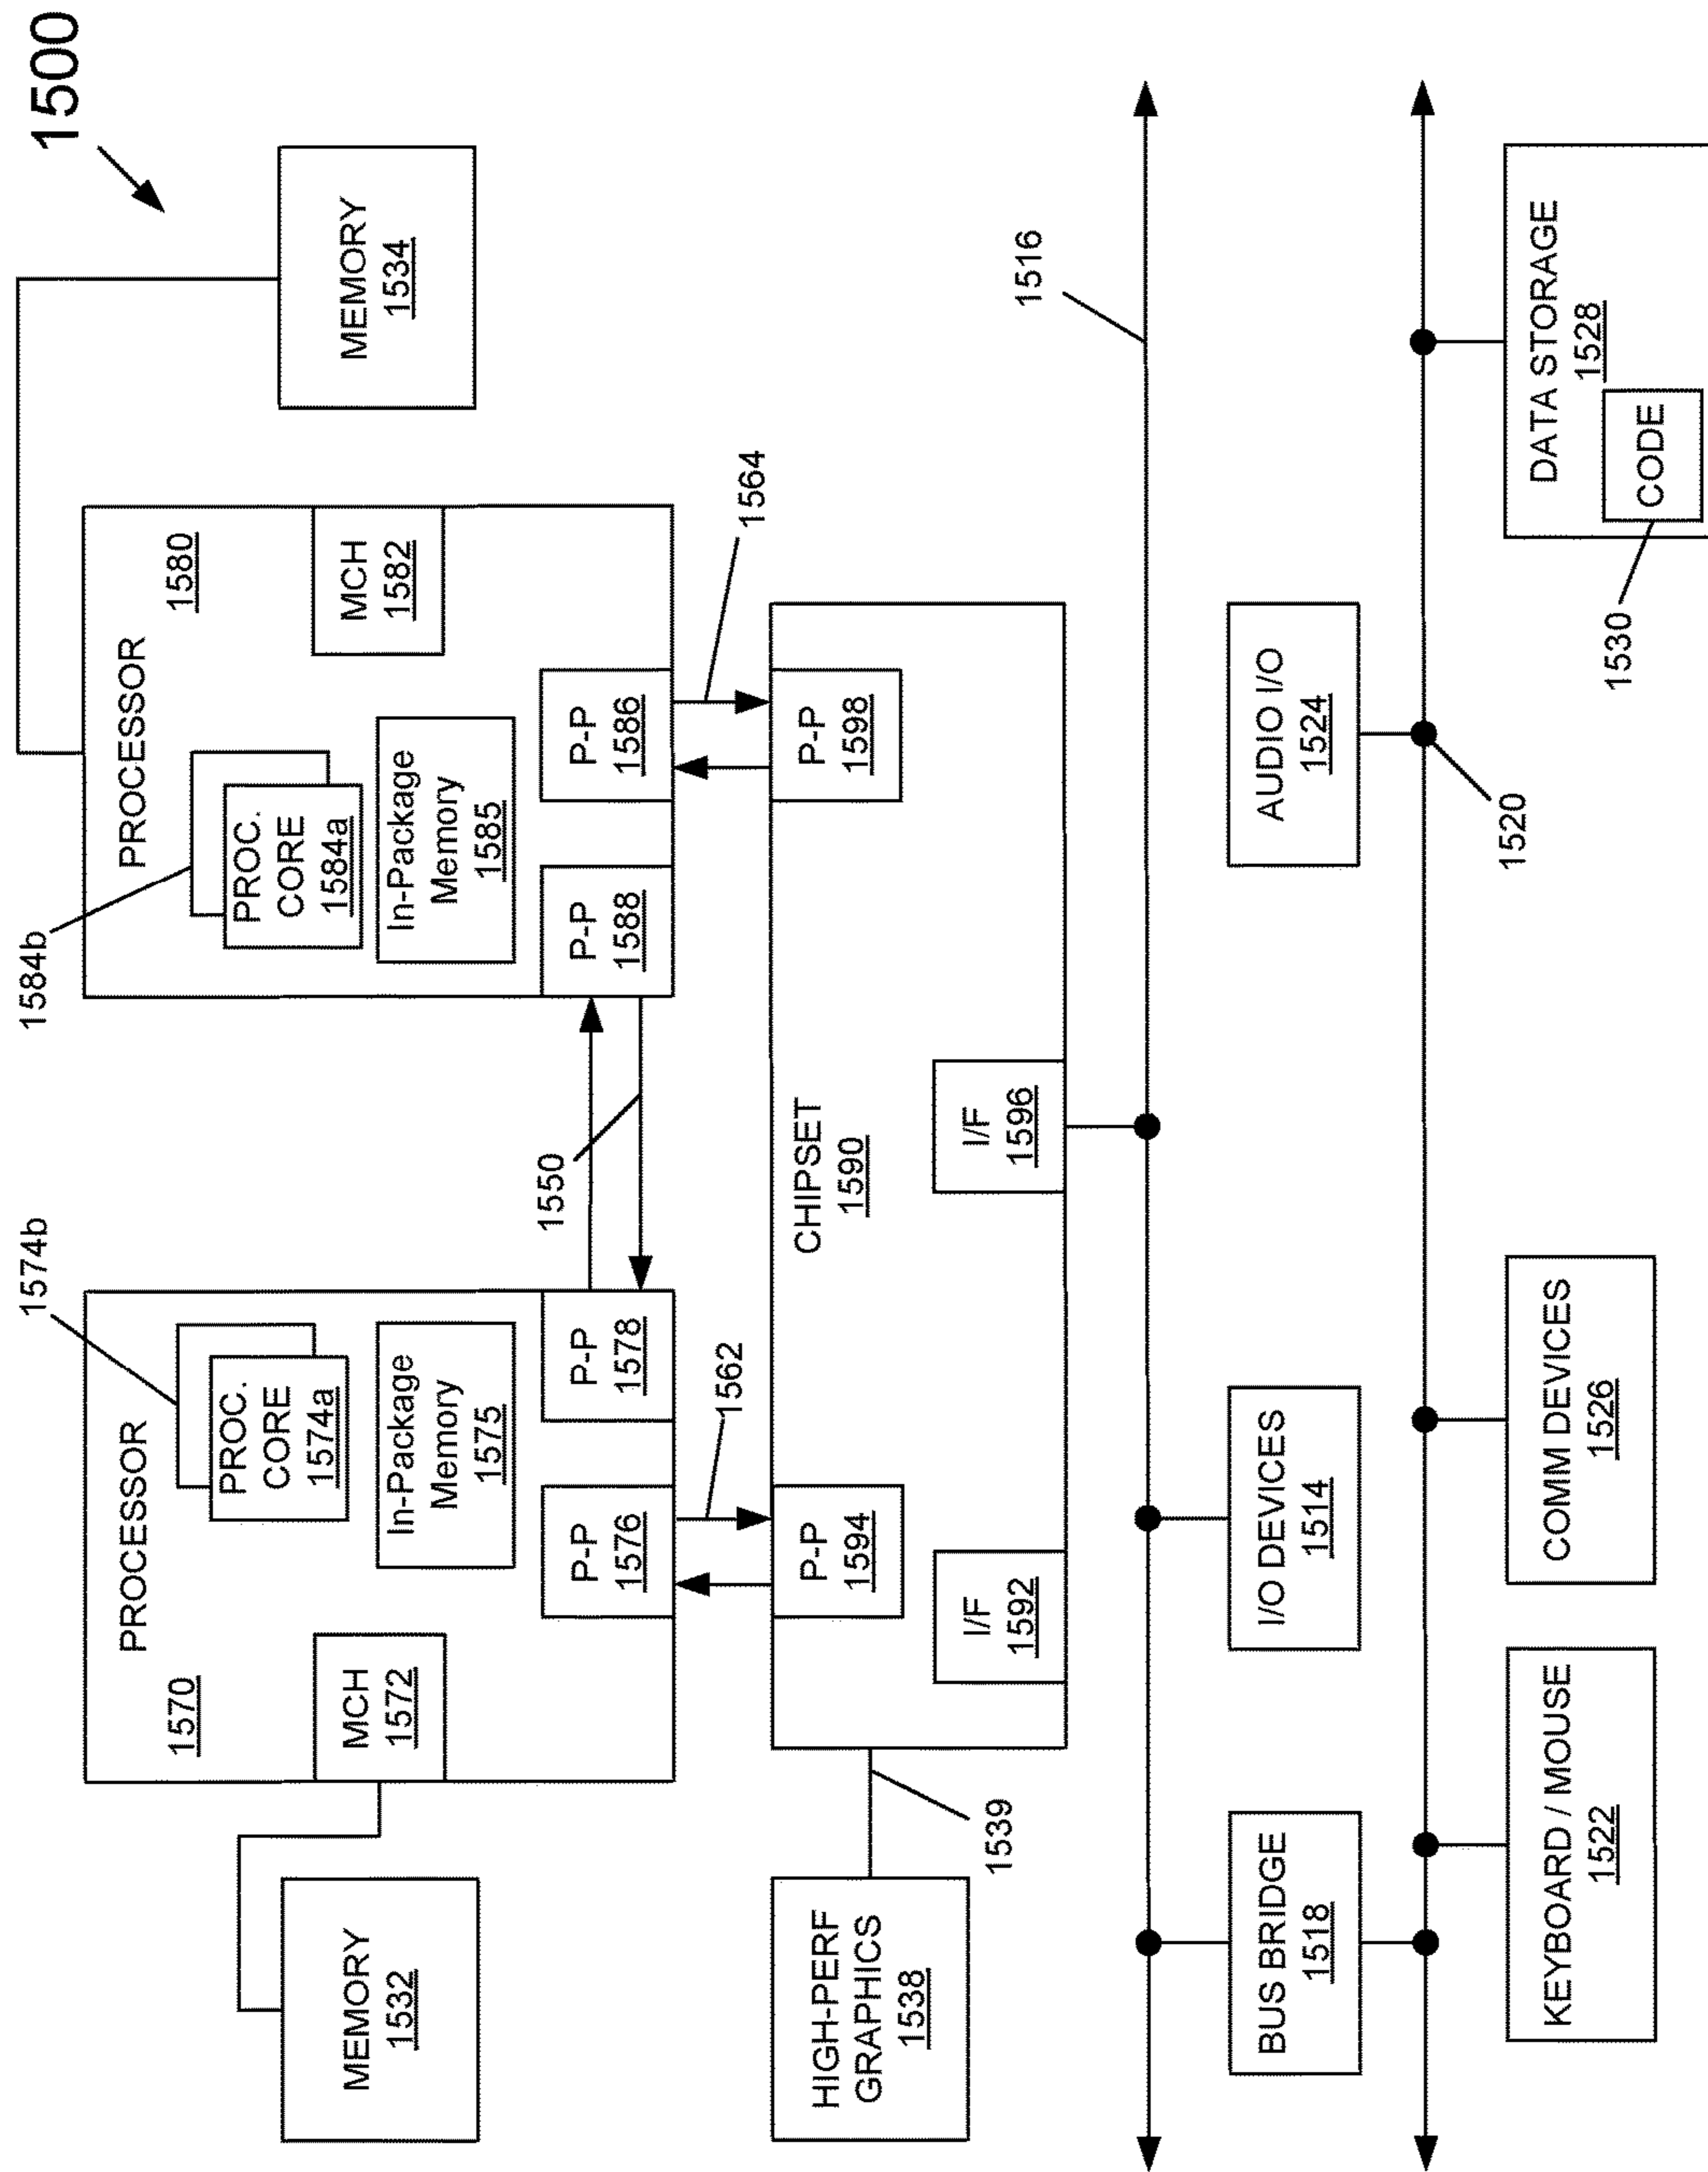 1500
1574b
1584b
PROCESSOR
1570
PROC.
CORE
1574a
MCH
1572
In-Package
Memory
1575
P-P
1576
P-P
1578
1550
PROCESSOR
1580
PROC.
CORE
1584a
MCH
1582
In-Package
Memory
1585
P-P
1588
P-P
1586
MEMORY
1532
MEMORY
1534
1562
1564
HIGH-PERF
GRAPHICS
1538
1539
P-P
1594
CHIPSET
1590
P-P
1598
I/F
1592
I/F
1596
1516
BUS BRIDGE
1518
I/O DEVICES
1514
AUDIO I/O
1524
1520
KEYBOARD / MOUSE
1522
COMM DEVICES
1526
DATA STORAGE
1528
CODE
1530